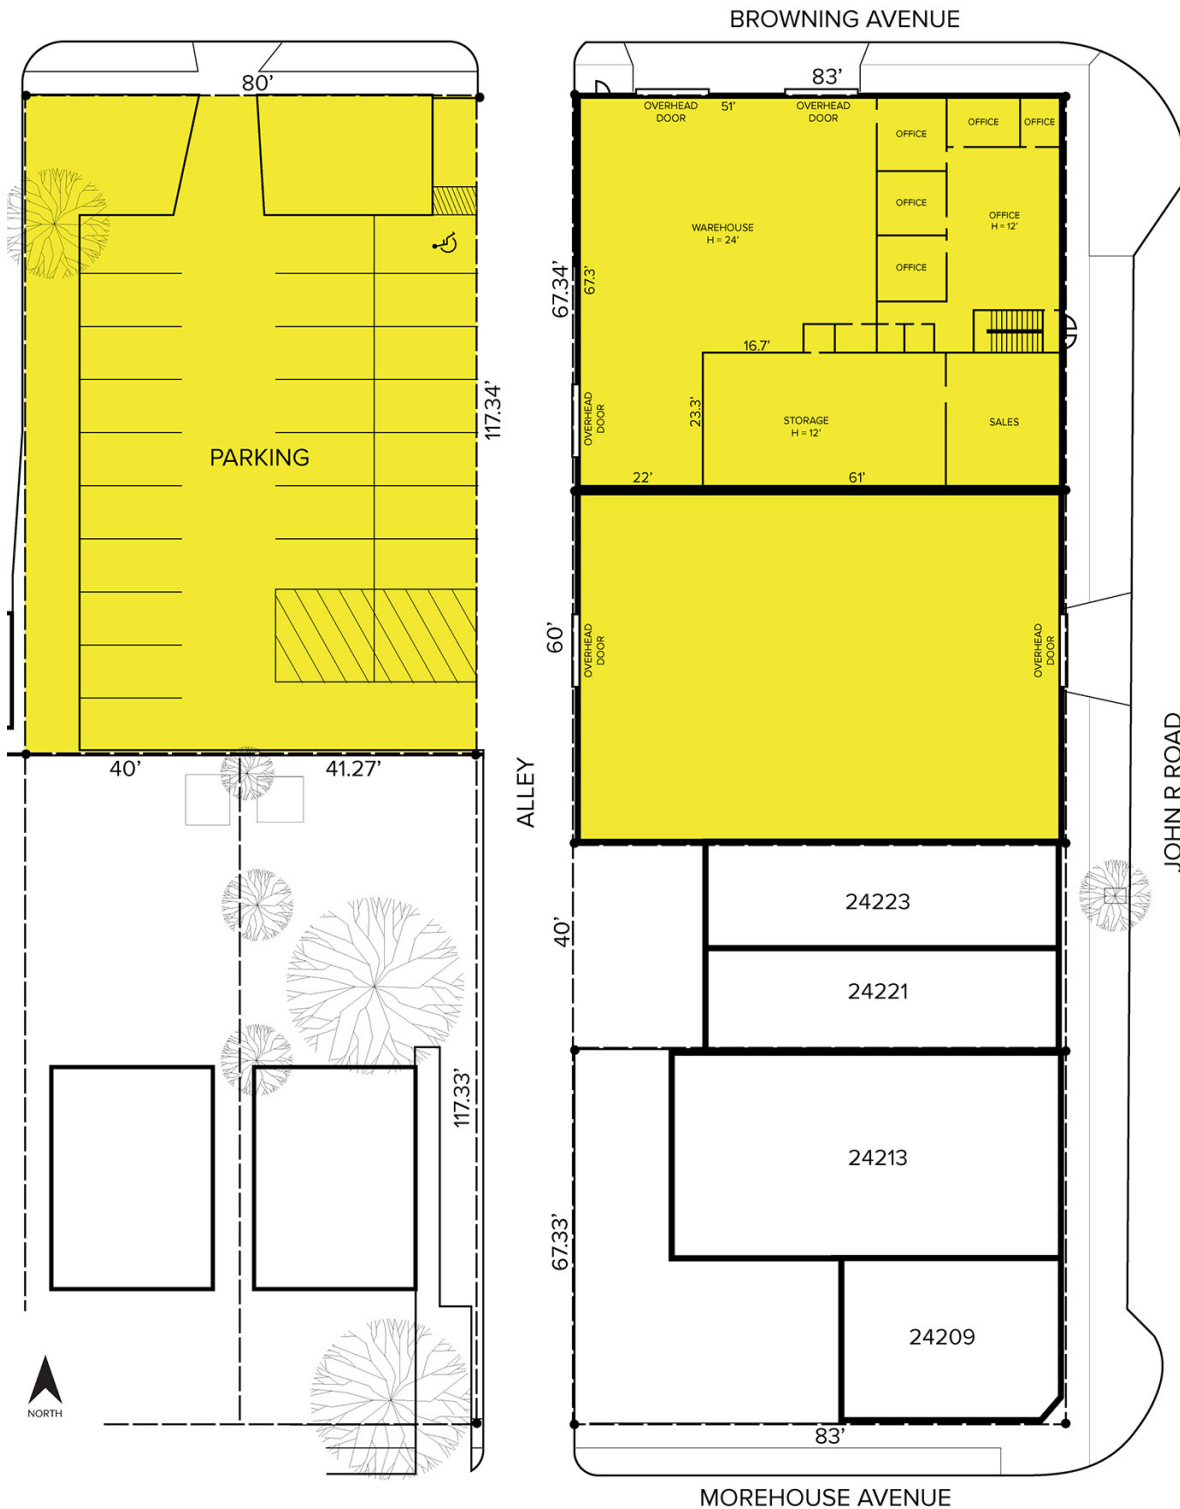 BROWNING AVENUE
80’
83’
OVERHEAD
DOOR
51’
OVERHEAD
DOOR
OFFICE
OFFICE
OFFICE
OFFICE
OFFICE
H = 12’
WAREHOUSE
H = 24’
OFFICE
67.34’
67.3’
16.7’
117.34’
23.3’
OVERHEAD
DOOR
STORAGE
H = 12’
SALES
PARKING
22’
61’
60’
OVERHEAD
DOOR
OVERHEAD
DOOR
40’
41.27’
ALLEY
JOHN R ROAD
24223
40’
24221
117.33’
24213
67.33’
24209
NORTH
83’
MOREHOUSE AVENUE